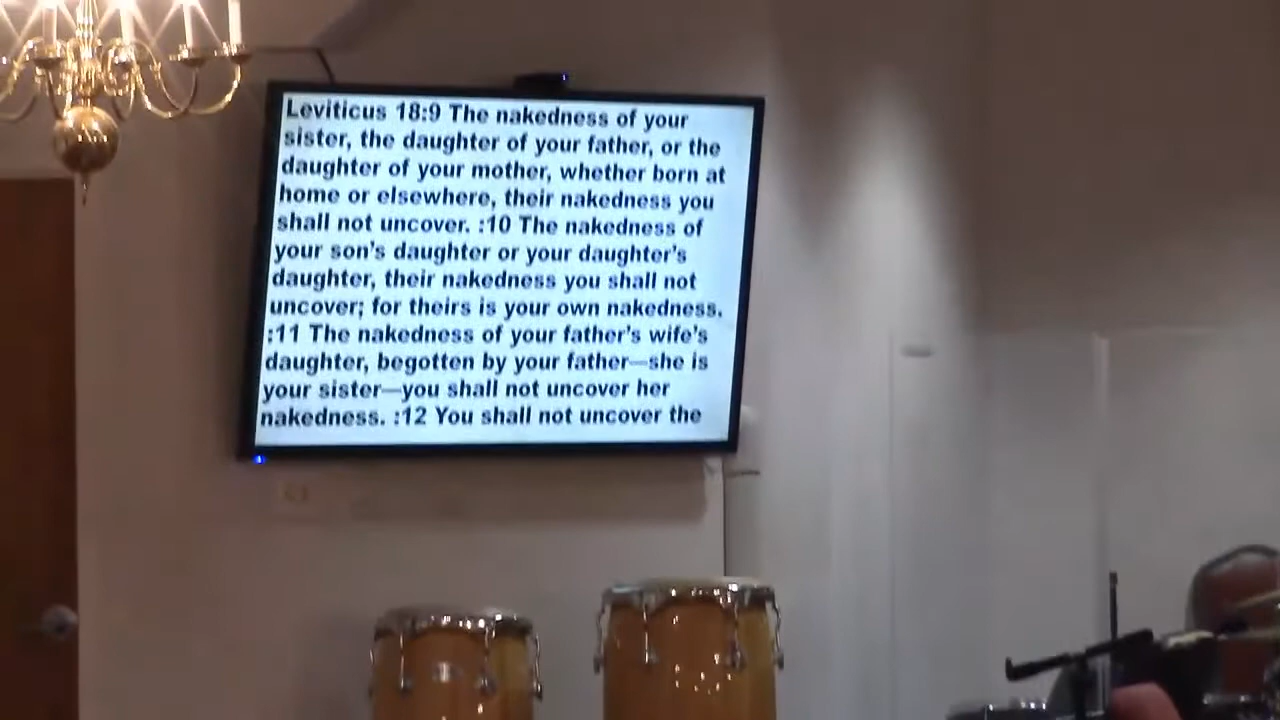 Leviticus 18:9 The nakedness of your
sister, the daughter of your father, or the
daughter of your mother, whether born at
home or elsewhere, their nakedness you
shall not uncover. :10 The nakedness of
your son's daughter or your daughter's
daughter, their nakedness you shall not
uncover; for theirs is your own nakedness.
:11 The nakedness of your father's wife's
daughter, begotten by your father—she is
your sister—you shall not uncover her
nakedness. :12 You shall not uncover the